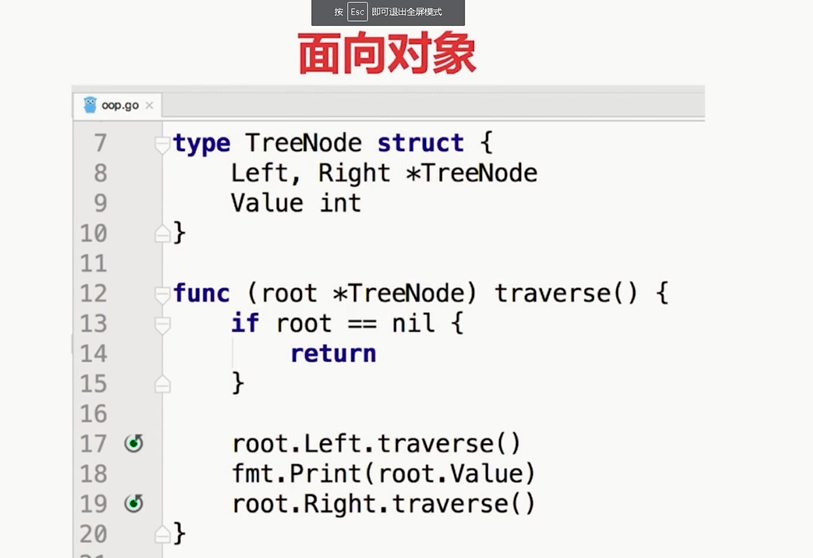 按 Esc 即可退出全屏模式
面向对象
oop.go ×
7 type TreeNode struct {
8     Left, Right *TreeNode
9     Value int
10 }
11
12 func (root *TreeNode) traverse() {
13     if root == nil {
14         return
15     }
16
17     root.Left.traverse()
18     fmt.Print(root.Value)
19     root.Right.traverse()
20 }